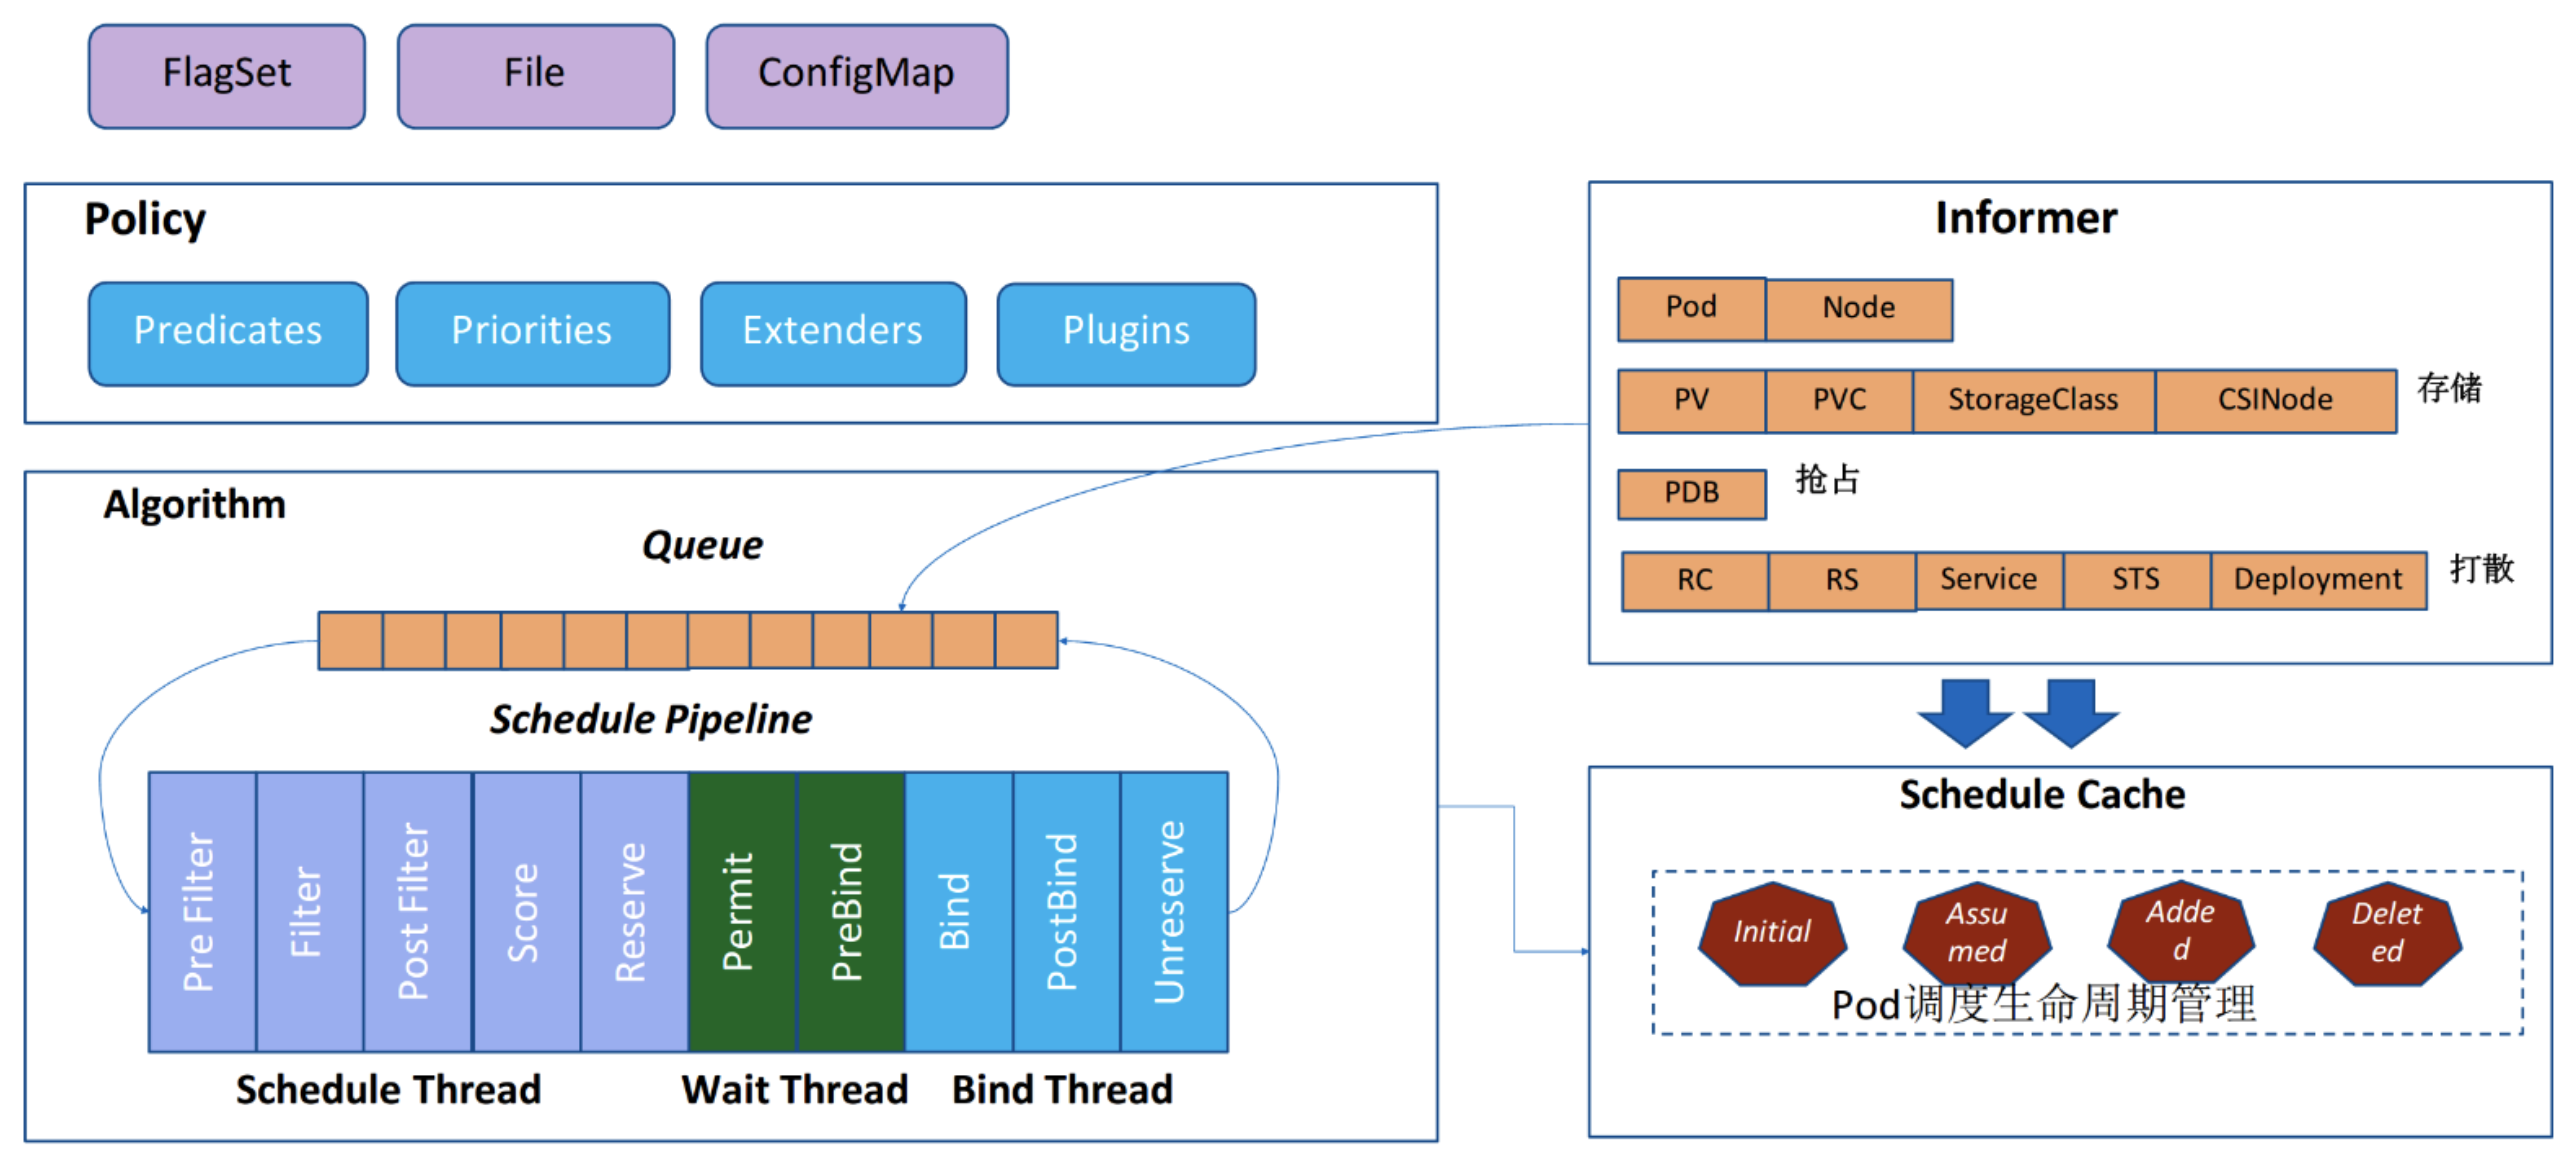 FlagSet
File
ConfigMap
Policy
Predicates
Priorities
Extenders
Plugins
Informer
Pod
Node
PV
PVC
StorageClass
CSINode
存储
PDB
抢占
RC
RS
Service
STS
Deployment
打散
Algorithm
Queue
Schedule Pipeline
Pre Filter
Filter
Post Filter
Score
Reserve
Permit
PreBind
Bind
PostBind
Unreserve
Schedule Thread
Wait Thread
Bind Thread
Schedule Cache
Initial
Assu
med
Adde
d
Delet
ed
Pod调度生命周期管理